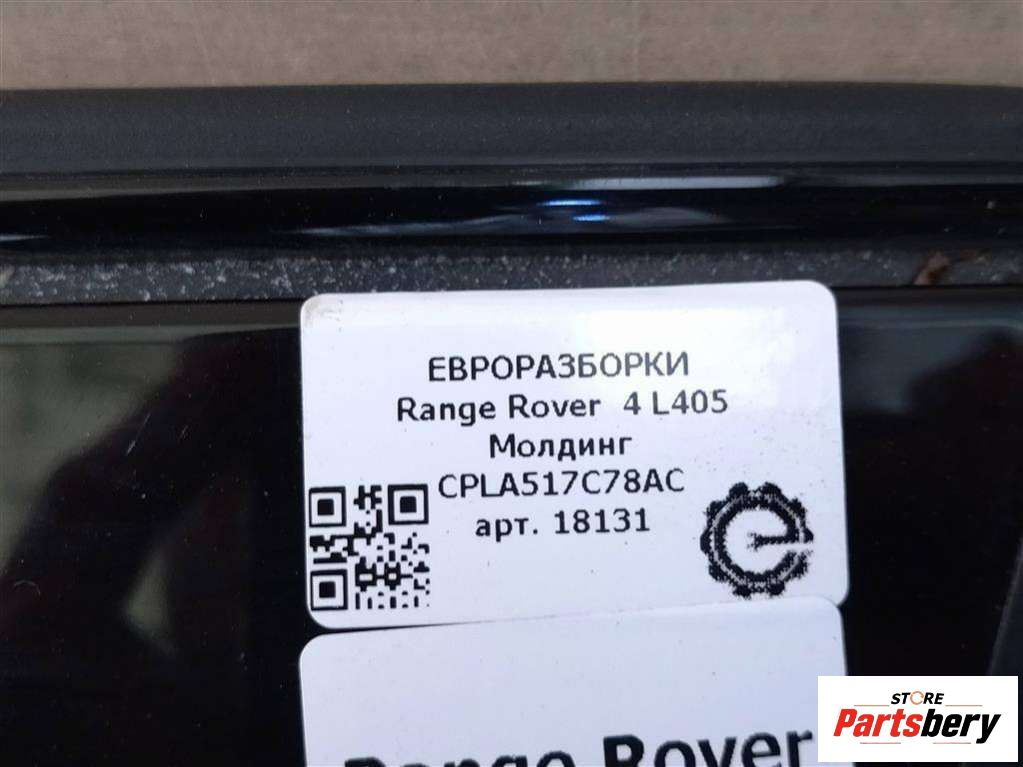 ЕВРОРАЗБОРКИ
Range Rover 4 L405
Молдинг
CPLA517C78AC
арт. 18131
Range Rover
STORE
Partsbery